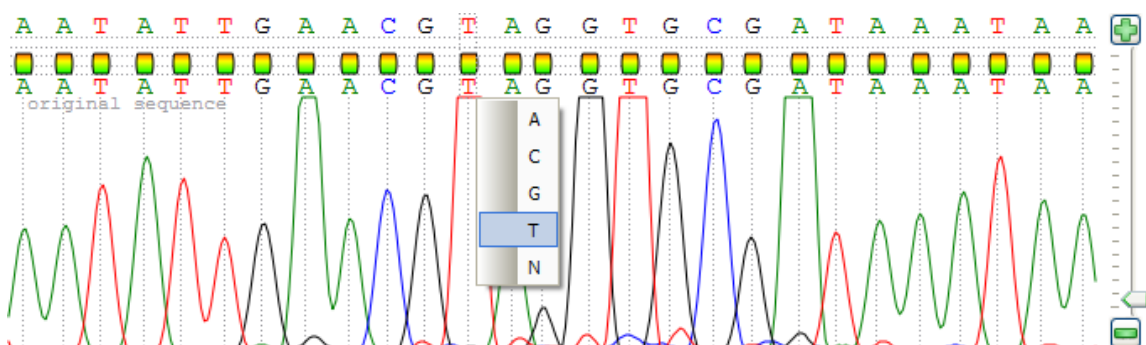 A A T A T T G A A C G T A G G T G C G A T A A A T A A
A A T A T T G A A C G T A G G T G C G A T A A A T A A
original sequence
A
C
G
T
N